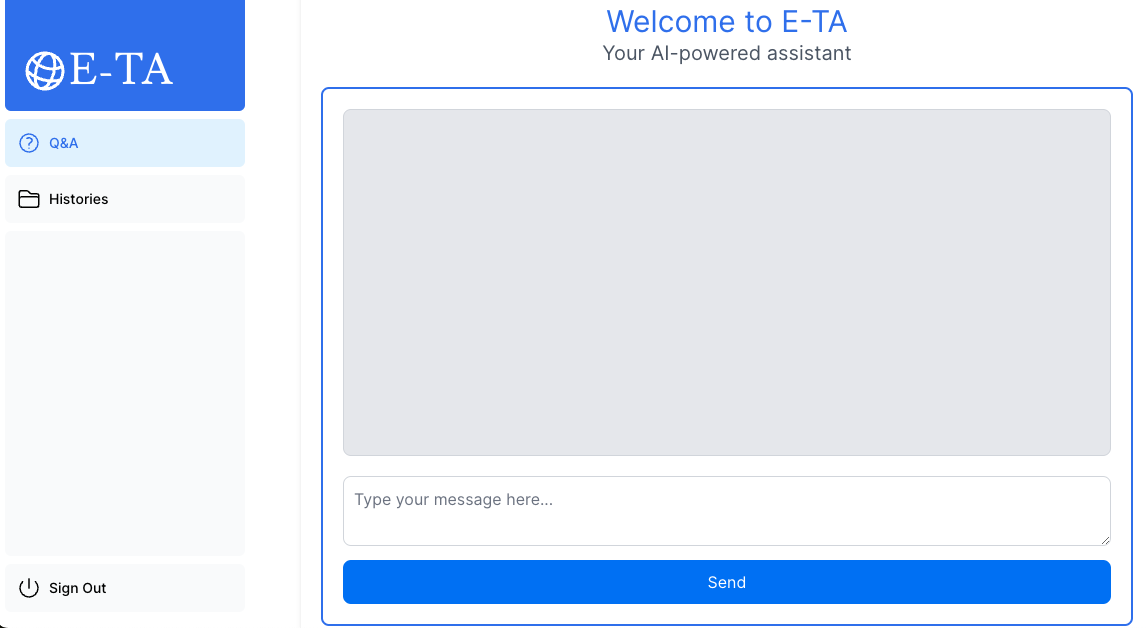 E-TA
Q&A
Histories
Sign Out
Welcome to E-TA
Your AI-powered assistant
Type your message here...
Send